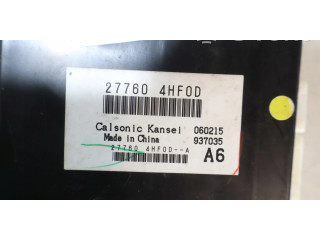 27760 4HF0D
Calsonic Kansei 060215
Made in China 937035
27760 4HF0D--A A6